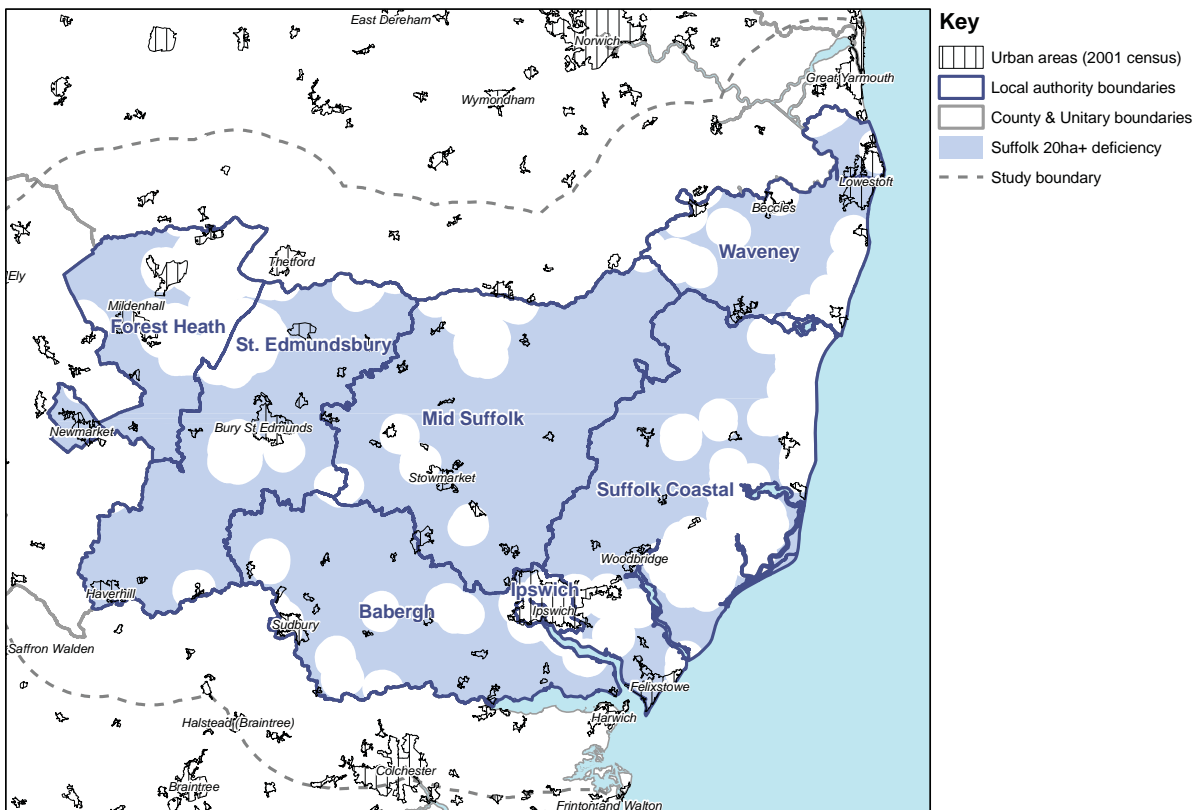 East Dereham
Norwich
Great Yarmouth
Wymondham
Lowestoft
Beccles
Waveney
Thetford
Ely
Mildenhall
Forest Heath
St. Edmundsbury
Mid Suffolk
Newmarket
Bury St Edmunds
Stowmarket
Suffolk Coastal
Woodbridge
Haverhill
Ipswich
Ipswich
Babergh
Sudbury
Saffron Walden
Felixstowe
Harwich
Halstead (Braintree)
Colchester
Braintree
Frintonrand Walton
Key
Urban areas (2001 census)
Local authority boundaries
County & Unitary boundaries
Suffolk 20ha+ deficiency
Study boundary